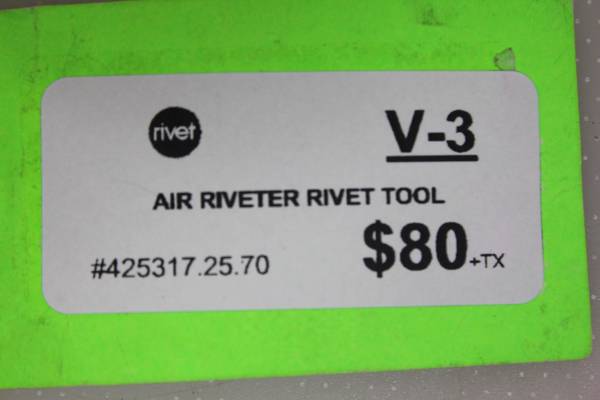 rivet
V-3
AIR RIVETER RIVET TOOL
#425317.25.70
$80+TX